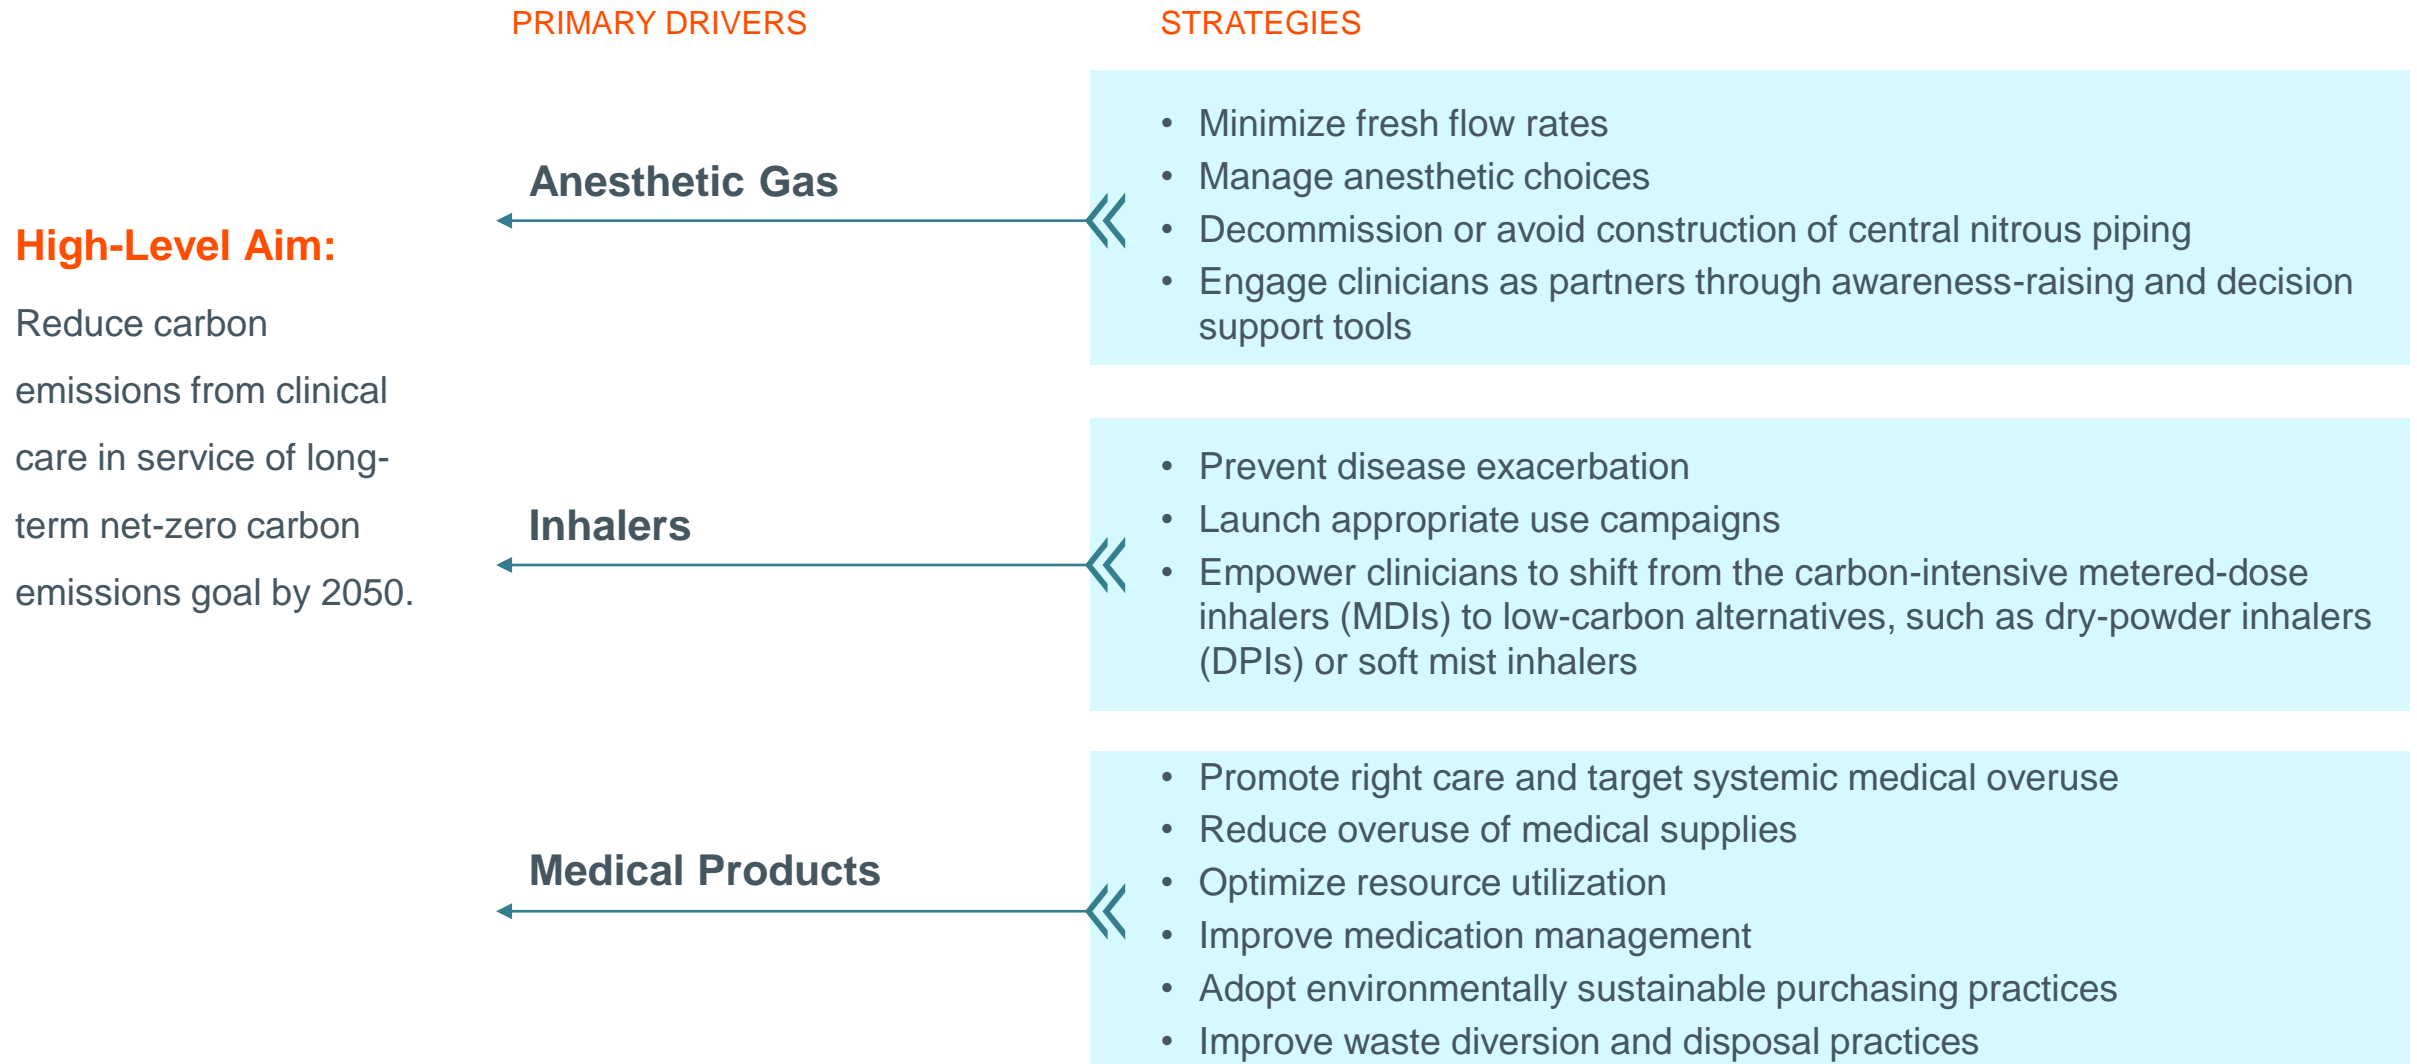 PRIMARY DRIVERS
STRATEGIES
High-Level Aim:
Reduce carbon
emissions from clinical
care in service of long-
term net-zero carbon
emissions goal by 2050.
Anesthetic Gas
• Minimize fresh flow rates
• Manage anesthetic choices
• Decommission or avoid construction of central nitrous piping
• Engage clinicians as partners through awareness-raising and decision
support tools
Inhalers
• Prevent disease exacerbation
• Launch appropriate use campaigns
• Empower clinicians to shift from the carbon-intensive metered-dose
inhalers (MDIs) to low-carbon alternatives, such as dry-powder inhalers
(DPIs) or soft mist inhalers
Medical Products
• Promote right care and target systemic medical overuse
• Reduce overuse of medical supplies
• Optimize resource utilization
• Improve medication management
• Adopt environmentally sustainable purchasing practices
• Improve waste diversion and disposal practices